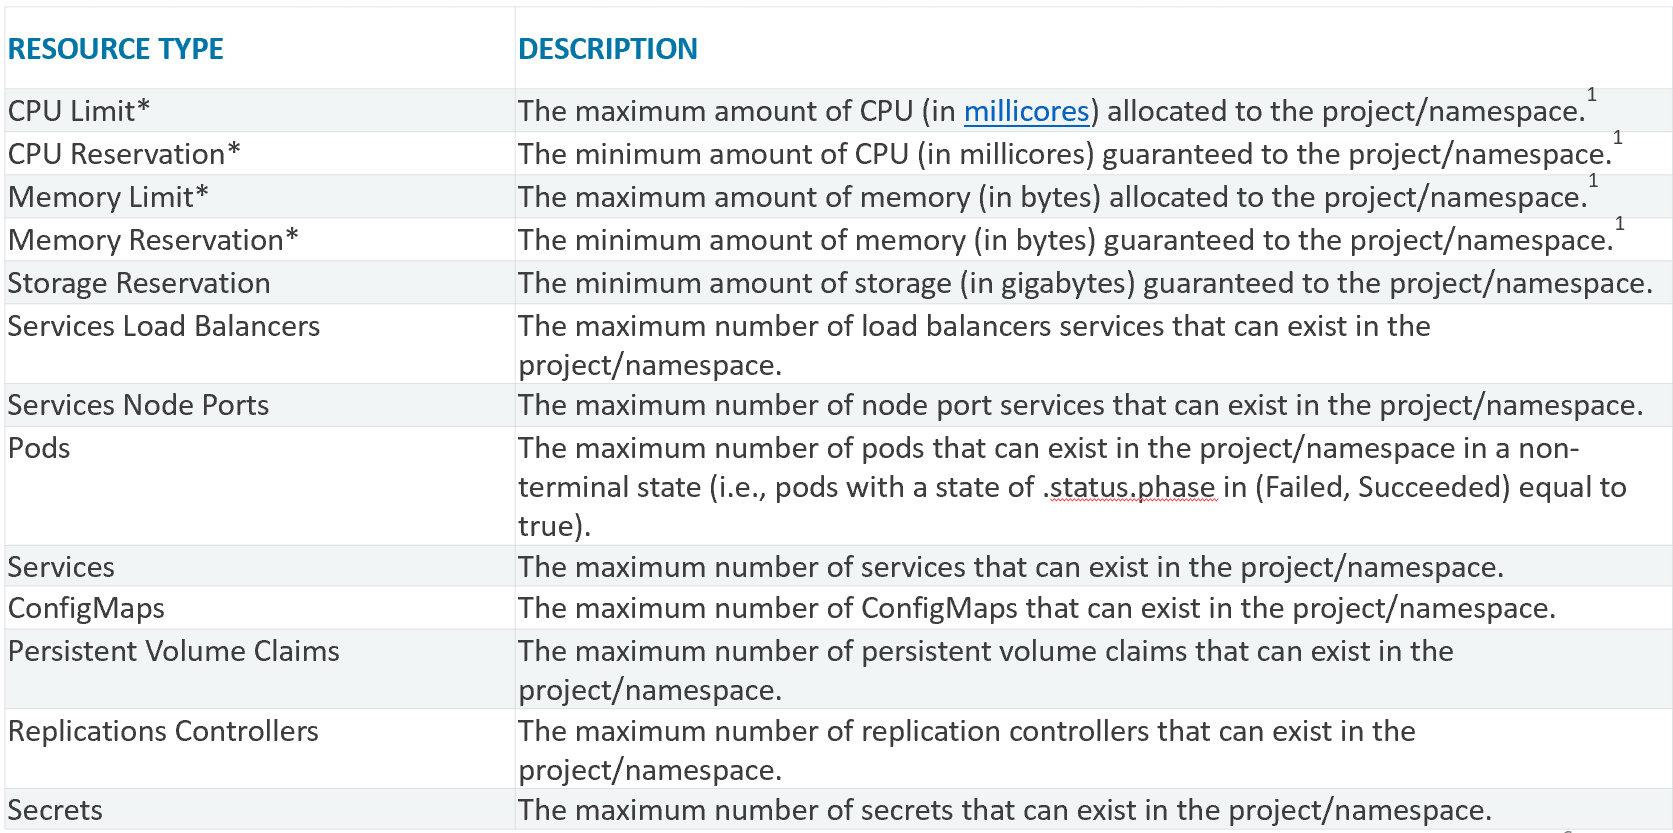 RESOURCE TYPE DESCRIPTION
CPU Limit* The maximum amount of CPU (in millicores) allocated to the project/namespace.1
CPU Reservation* The minimum amount of CPU (in millicores) guaranteed to the project/namespace.1
Memory Limit* The maximum amount of memory (in bytes) allocated to the project/namespace.1
Memory Reservation* The minimum amount of memory (in bytes) guaranteed to the project/namespace.1
Storage Reservation The minimum amount of storage (in gigabytes) guaranteed to the project/namespace.
Services Load Balancers The maximum number of load balancers services that can exist in the
project/namespace.
Services Node Ports The maximum number of node port services that can exist in the project/namespace.
Pods The maximum number of pods that can exist in the project/namespace in a non-
terminal state (i.e., pods with a state of .status.phase in (Failed, Succeeded) equal to
true).
Services The maximum number of services that can exist in the project/namespace.
ConfigMaps The maximum number of ConfigMaps that can exist in the project/namespace.
Persistent Volume Claims The maximum number of persistent volume claims that can exist in the
project/namespace.
Replications Controllers The maximum number of replication controllers that can exist in the
project/namespace.
Secrets The maximum number of secrets that can exist in the project/namespace.